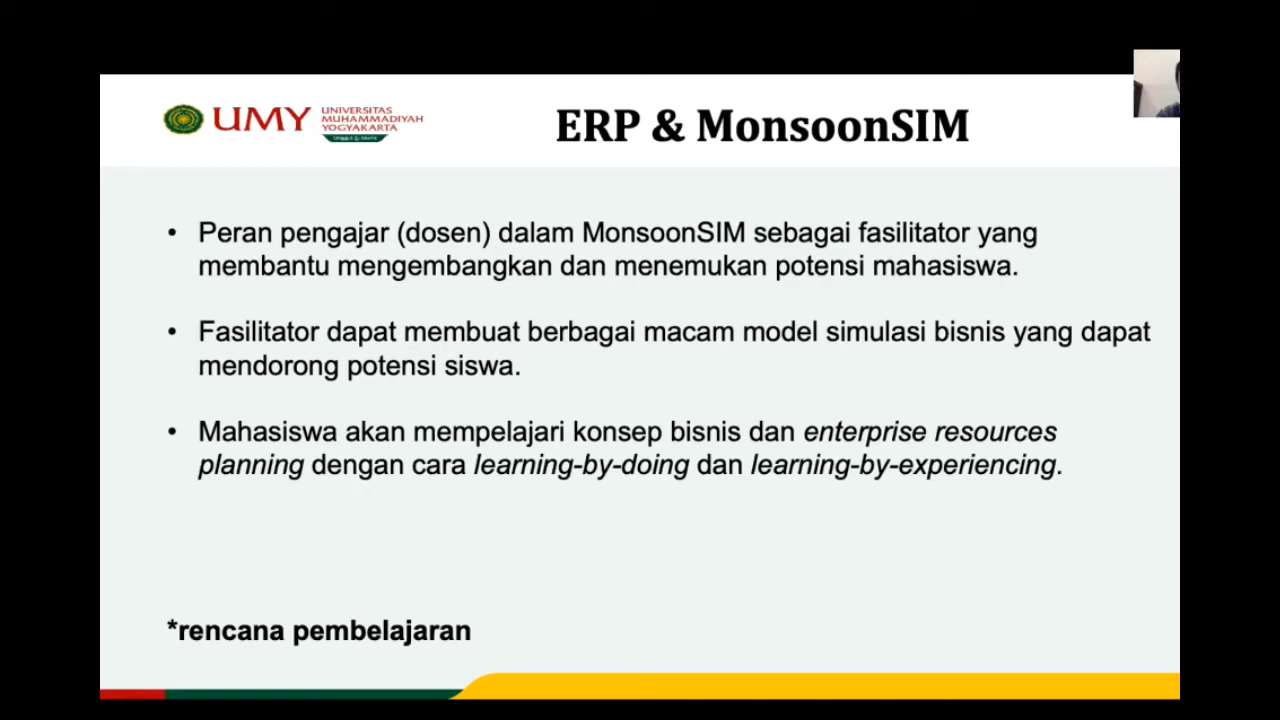 UMY
UNIVERSITAS
MUHAMMADIYAH
YOGYAKARTA
ERP & MonsoonSIM
• Peran pengajar (dosen) dalam MonsoonSIM sebagai fasilitator yang
membantu mengembangkan dan menemukan potensi mahasiswa.
• Fasilitator dapat membuat berbagai macam model simulasi bisnis yang dapat
mendorong potensi siswa.
• Mahasiswa akan mempelajari konsep bisnis dan enterprise resources
planning dengan cara learning-by-doing dan learning-by-experiencing.
*rencana pembelajaran